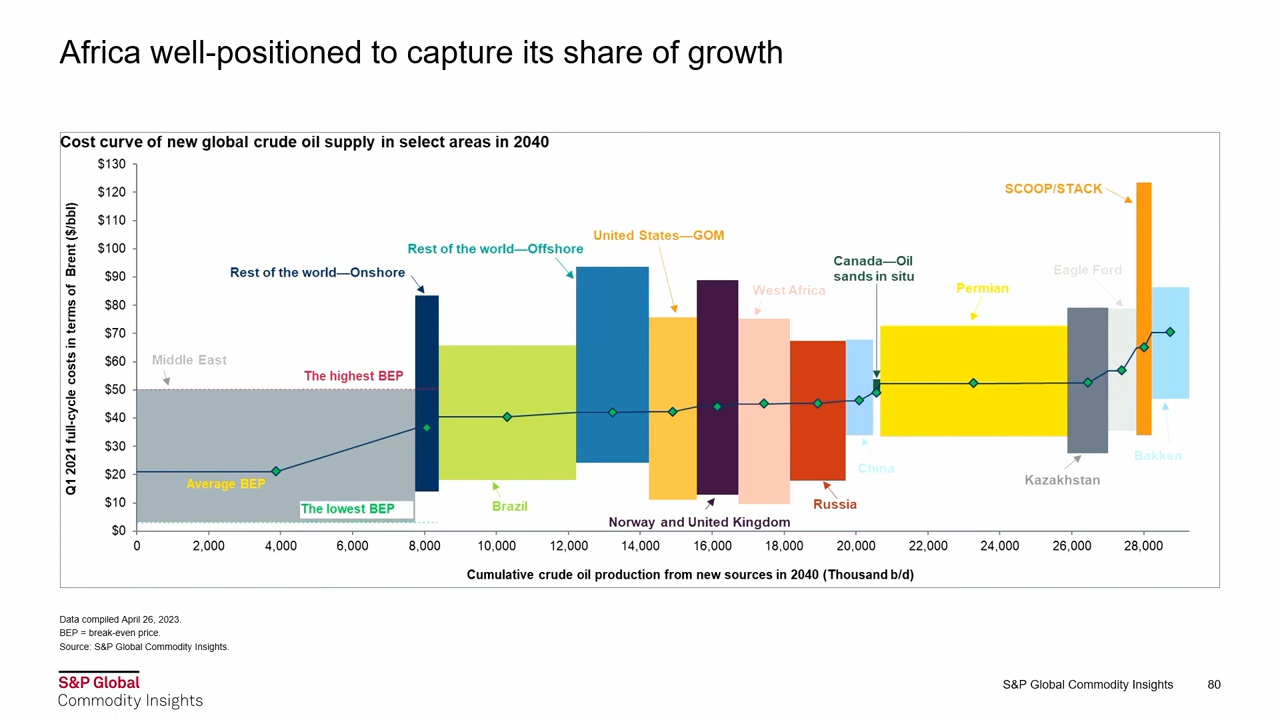 Africa well-positioned to capture its share of growth
Cost curve of new global crude oil supply in select areas in 2040
Q1 2021 full-cycle costs in terms of Brent ($/bbl)
$130
$120
$110
$100
$90
$80
$70
$60
$50
$40
$30
$20
$10
$0
SCOOP/STACK
United States—GOM
Rest of the world—Offshore
Canada—Oil
sands in situ
Rest of the world—Onshore
Eagle Ford
West Africa
Permian
Middle East
The highest BEP
Average BEP
The lowest BEP
Brazil
Norway and United Kingdom
Russia
China
Kazakhstan
Bakken
0
2,000
4,000
6,000
8,000
10,000
12,000
14,000
16,000
18,000
20,000
22,000
24,000
26,000
28,000
Cumulative crude oil production from new sources in 2040 (Thousand b/d)
Data compiled April 26, 2023.
BEP = break-even price.
Source: S&P Global Commodity Insights.
S&P Global
Commodity Insights
S&P Global Commodity Insights
80